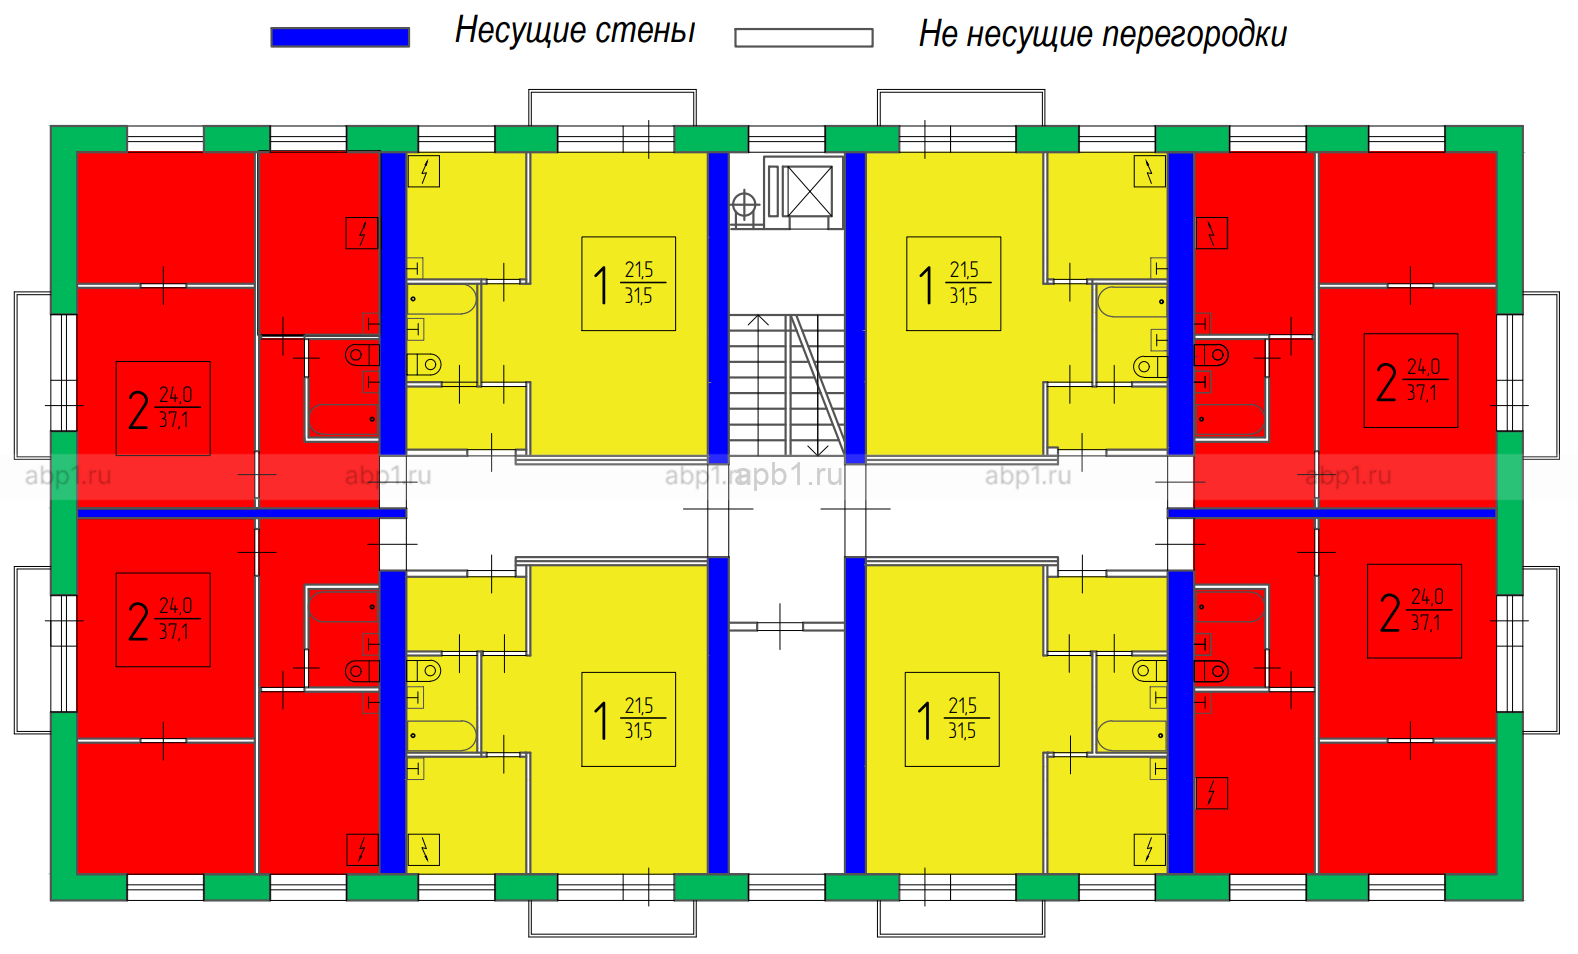 Несущие стены
Не несущие перегородки
1 21,5
31,5
1 21,5
31,5
2 24,0
37,1
2 24,0
37,1
abp1.ru
abp1.ru
abp1.ru
apb1.ru
abp1.ru
abp1.ru
2 24,0
37,1
2 24,0
37,1
1 21,5
31,5
1 21,5
31,5